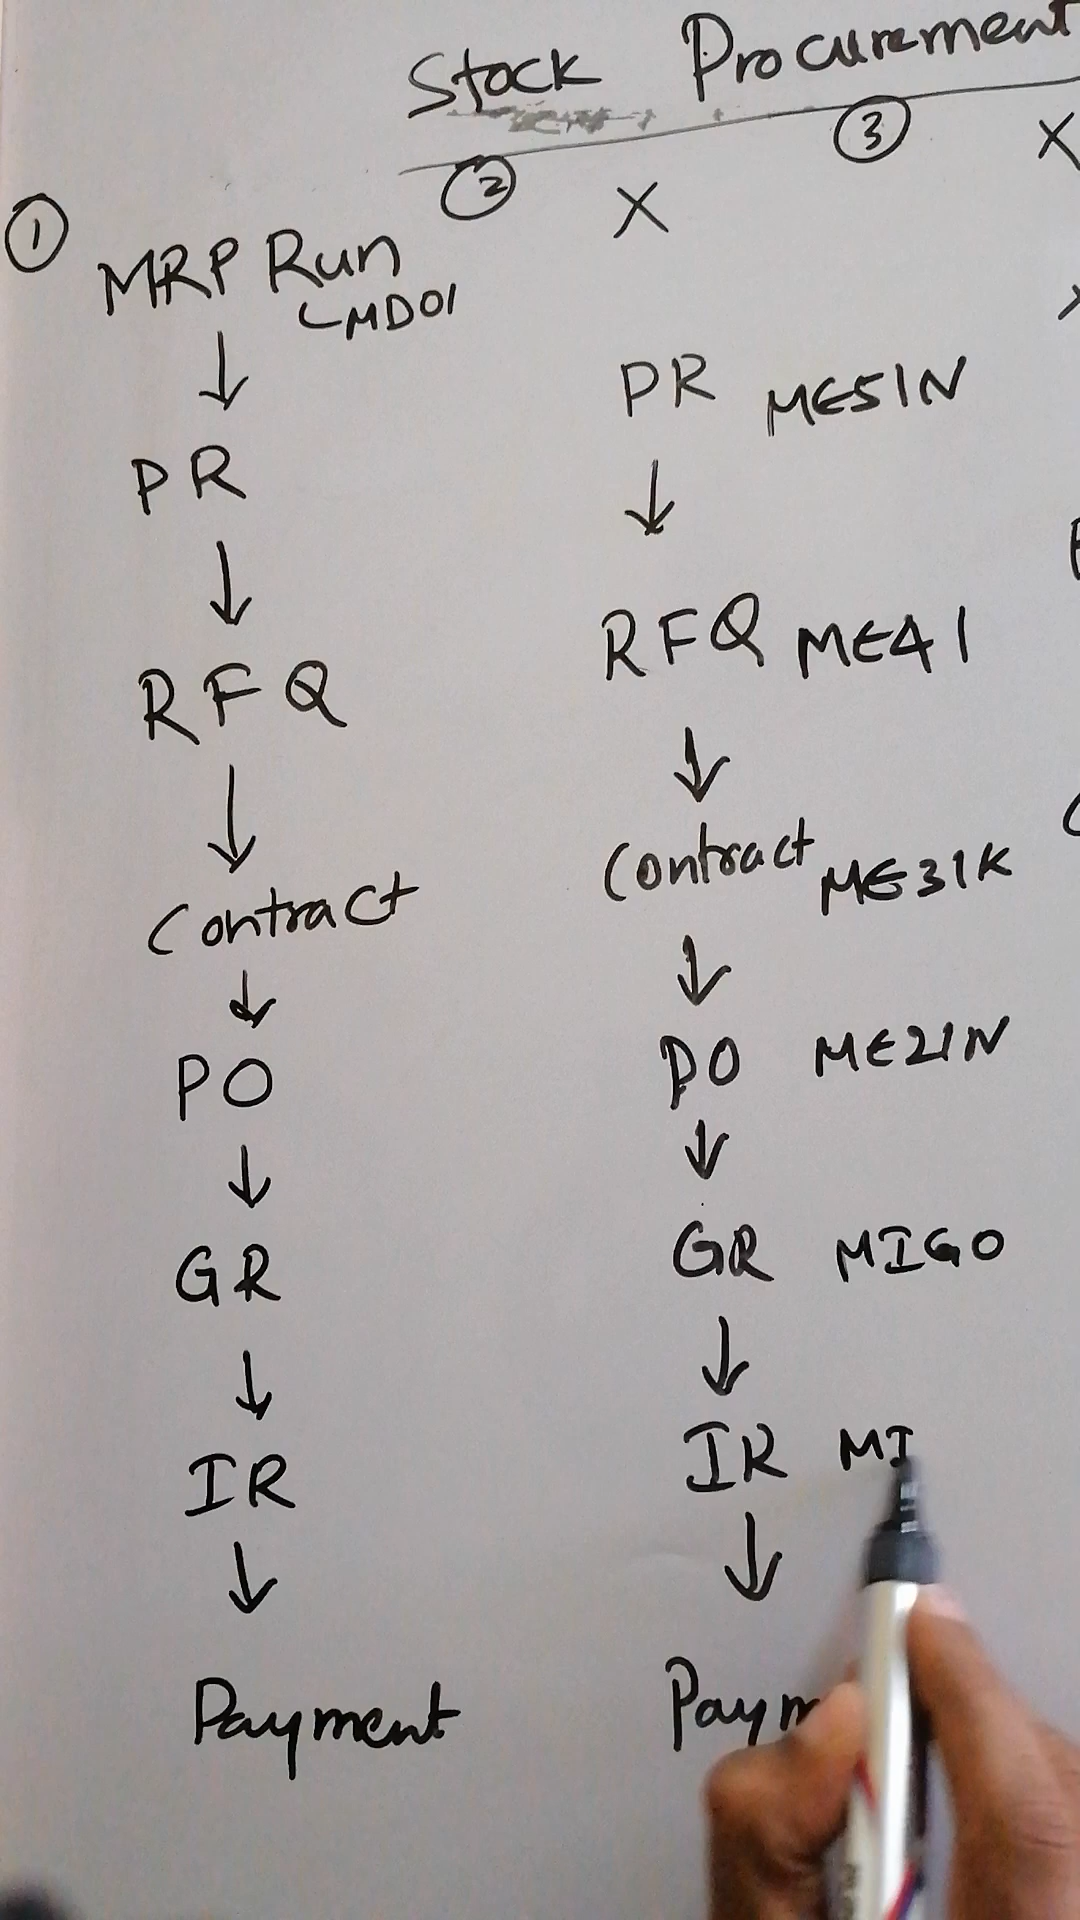 Stock Procurement
① ② X ③ X
MRP Run
MD01
PR
RFQ
Contract
PO
GR
IR
Payment
PR ME51N
RFQ ME41
Contract ME31K
PO ME21N
GR MIGO
IR MI
Paym